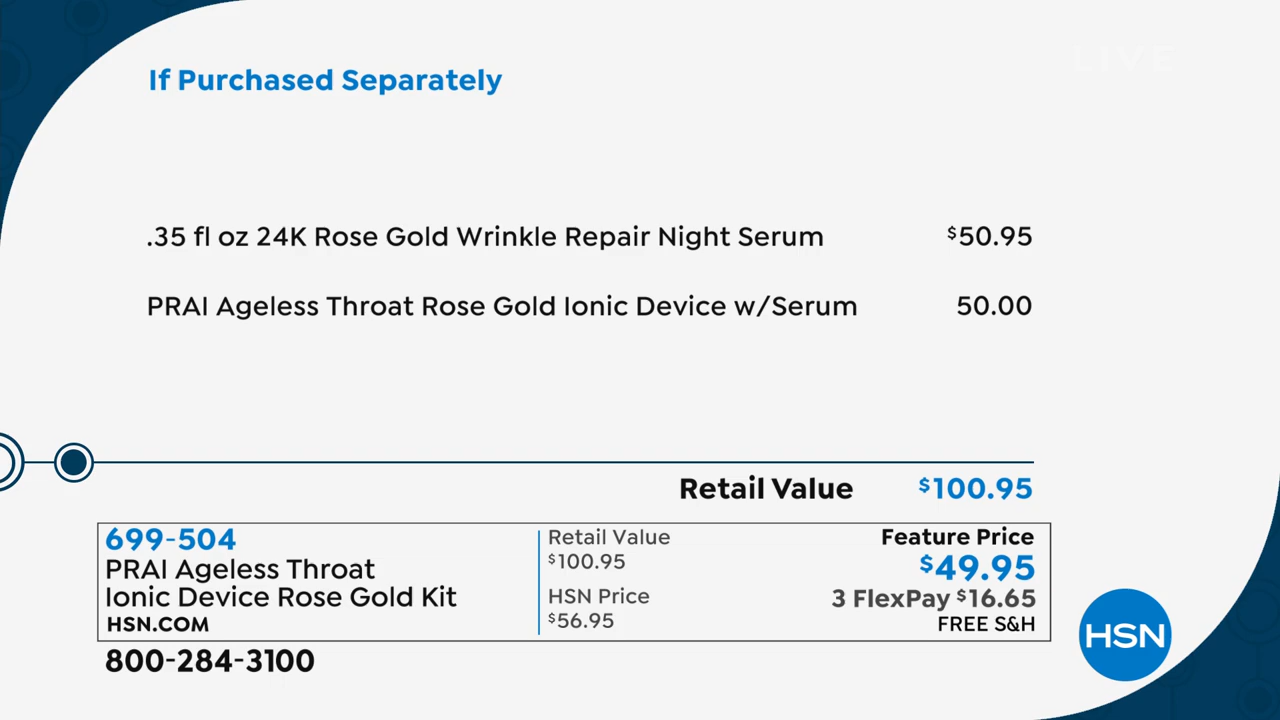 LIVE
If Purchased Separately
.35 fl oz 24K Rose Gold Wrinkle Repair Night Serum $50.95
PRAI Ageless Throat Rose Gold Ionic Device w/Serum 50.00
Retail Value $100.95
699-504
PRAI Ageless Throat
Ionic Device Rose Gold Kit
HSN.COM
Retail Value
$100.95
HSN Price
$56.95
Feature Price
$49.95
3 FlexPay $16.65
FREE S&H
800-284-3100
HSN